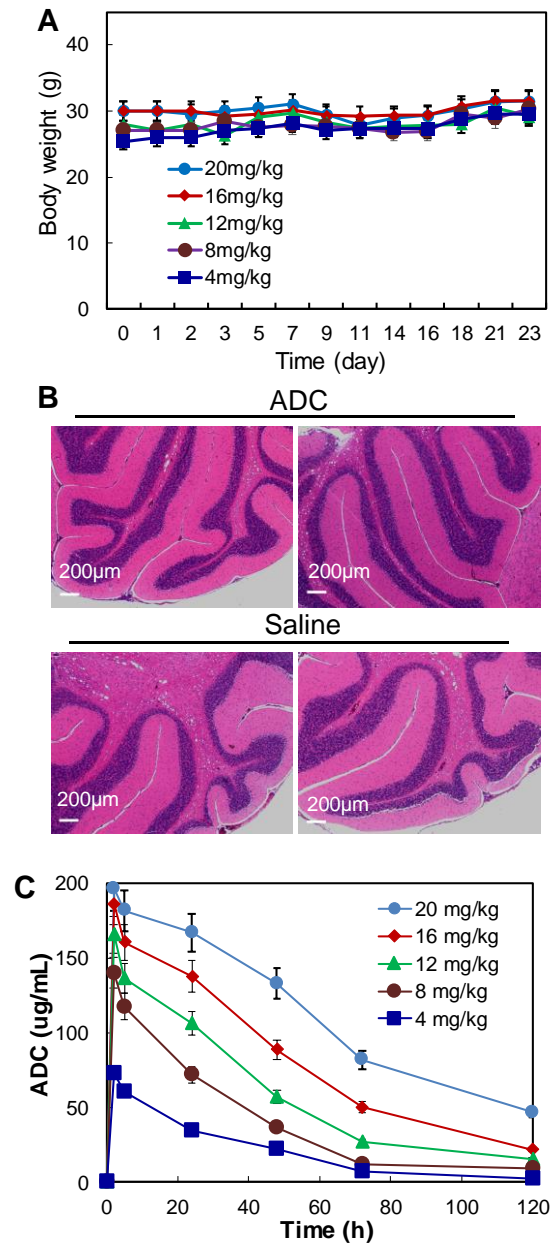 A
45
30
15
0
Body weight (g)
20mg/kg
16mg/kg
12mg/kg
8mg/kg
4mg/kg
0 1 2 3 5 7 9 11 14 16 18 21 23
Time (day)
B
ADC
200μm 200μm
Saline
200μm 200μm
C
200
150
100
50
0
ADC (ug/mL)
20 mg/kg
16 mg/kg
12 mg/kg
8 mg/kg
4 mg/kg
0 20 40 60 80 100 120
Time (h)